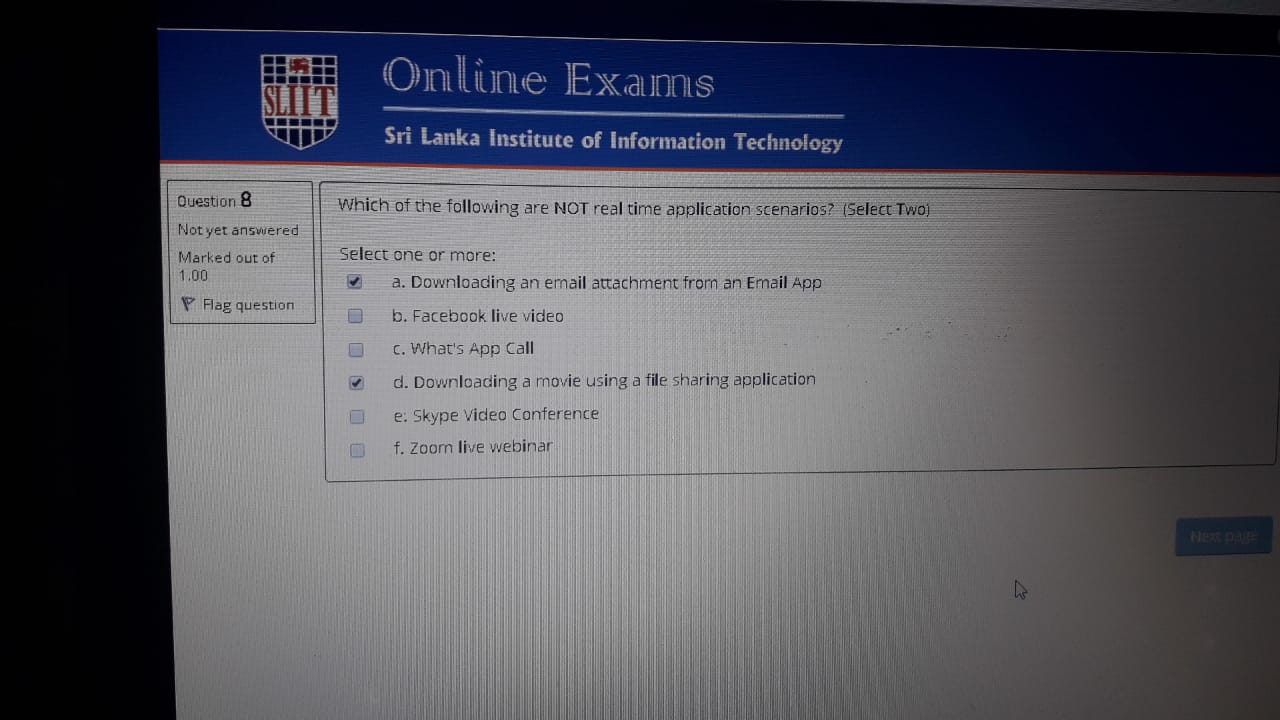 SLIIT
Online Exams
Sri Lanka Institute of Information Technology
Question 8
Not yet answered
Marked out of
1.00
Flag question
Which of the following are NOT real time application scenarios? (Select Two)
Select one or more:
a. Downloading an email attachment from an Email App
b. Facebook live video
c. What's App Call
d. Downloading a movie using a file sharing application
e. Skype Video Conference
f. Zoom live webinar
Next page